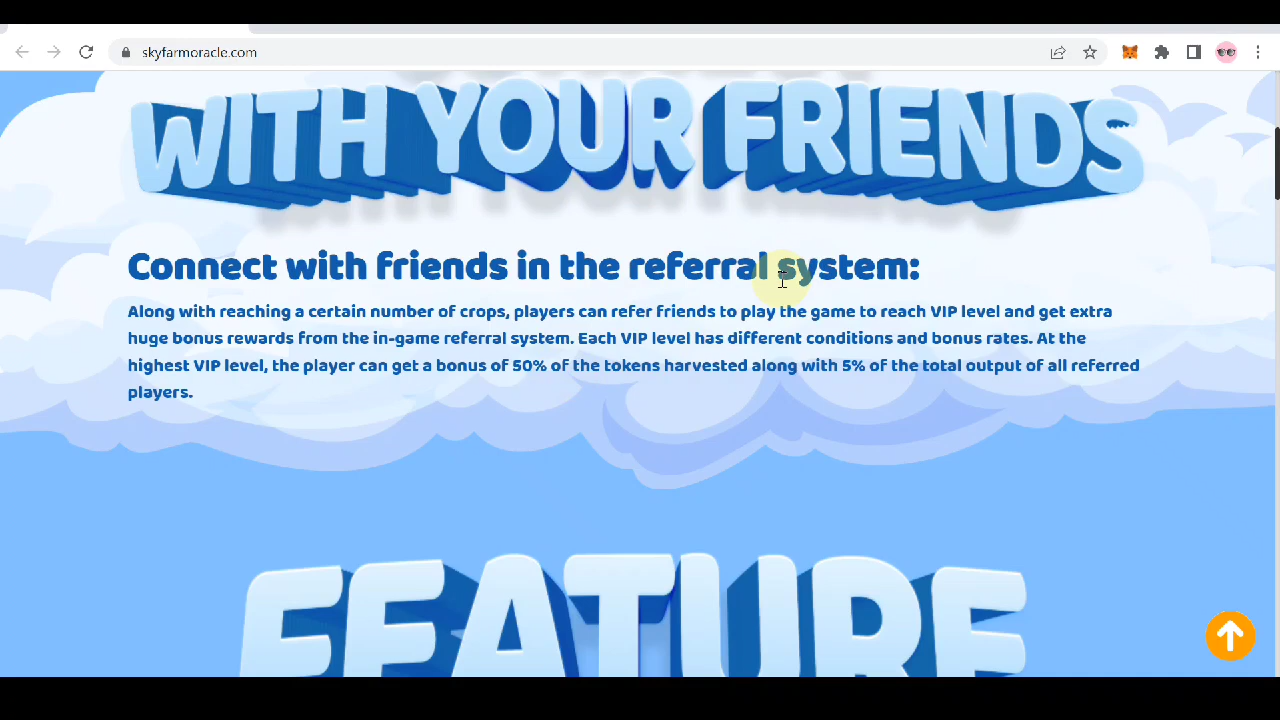 skyfarmoracle.com
WITH YOUR FRIENDS
Connect with friends in the referral system:
Along with reaching a certain number of crops, players can refer friends to play the game to reach VIP level and get extra
huge bonus rewards from the in-game referral system. Each VIP level has different conditions and bonus rates. At the
highest VIP level, the player can get a bonus of 50% of the tokens harvested along with 5% of the total output of all referred
players.
FEATURE